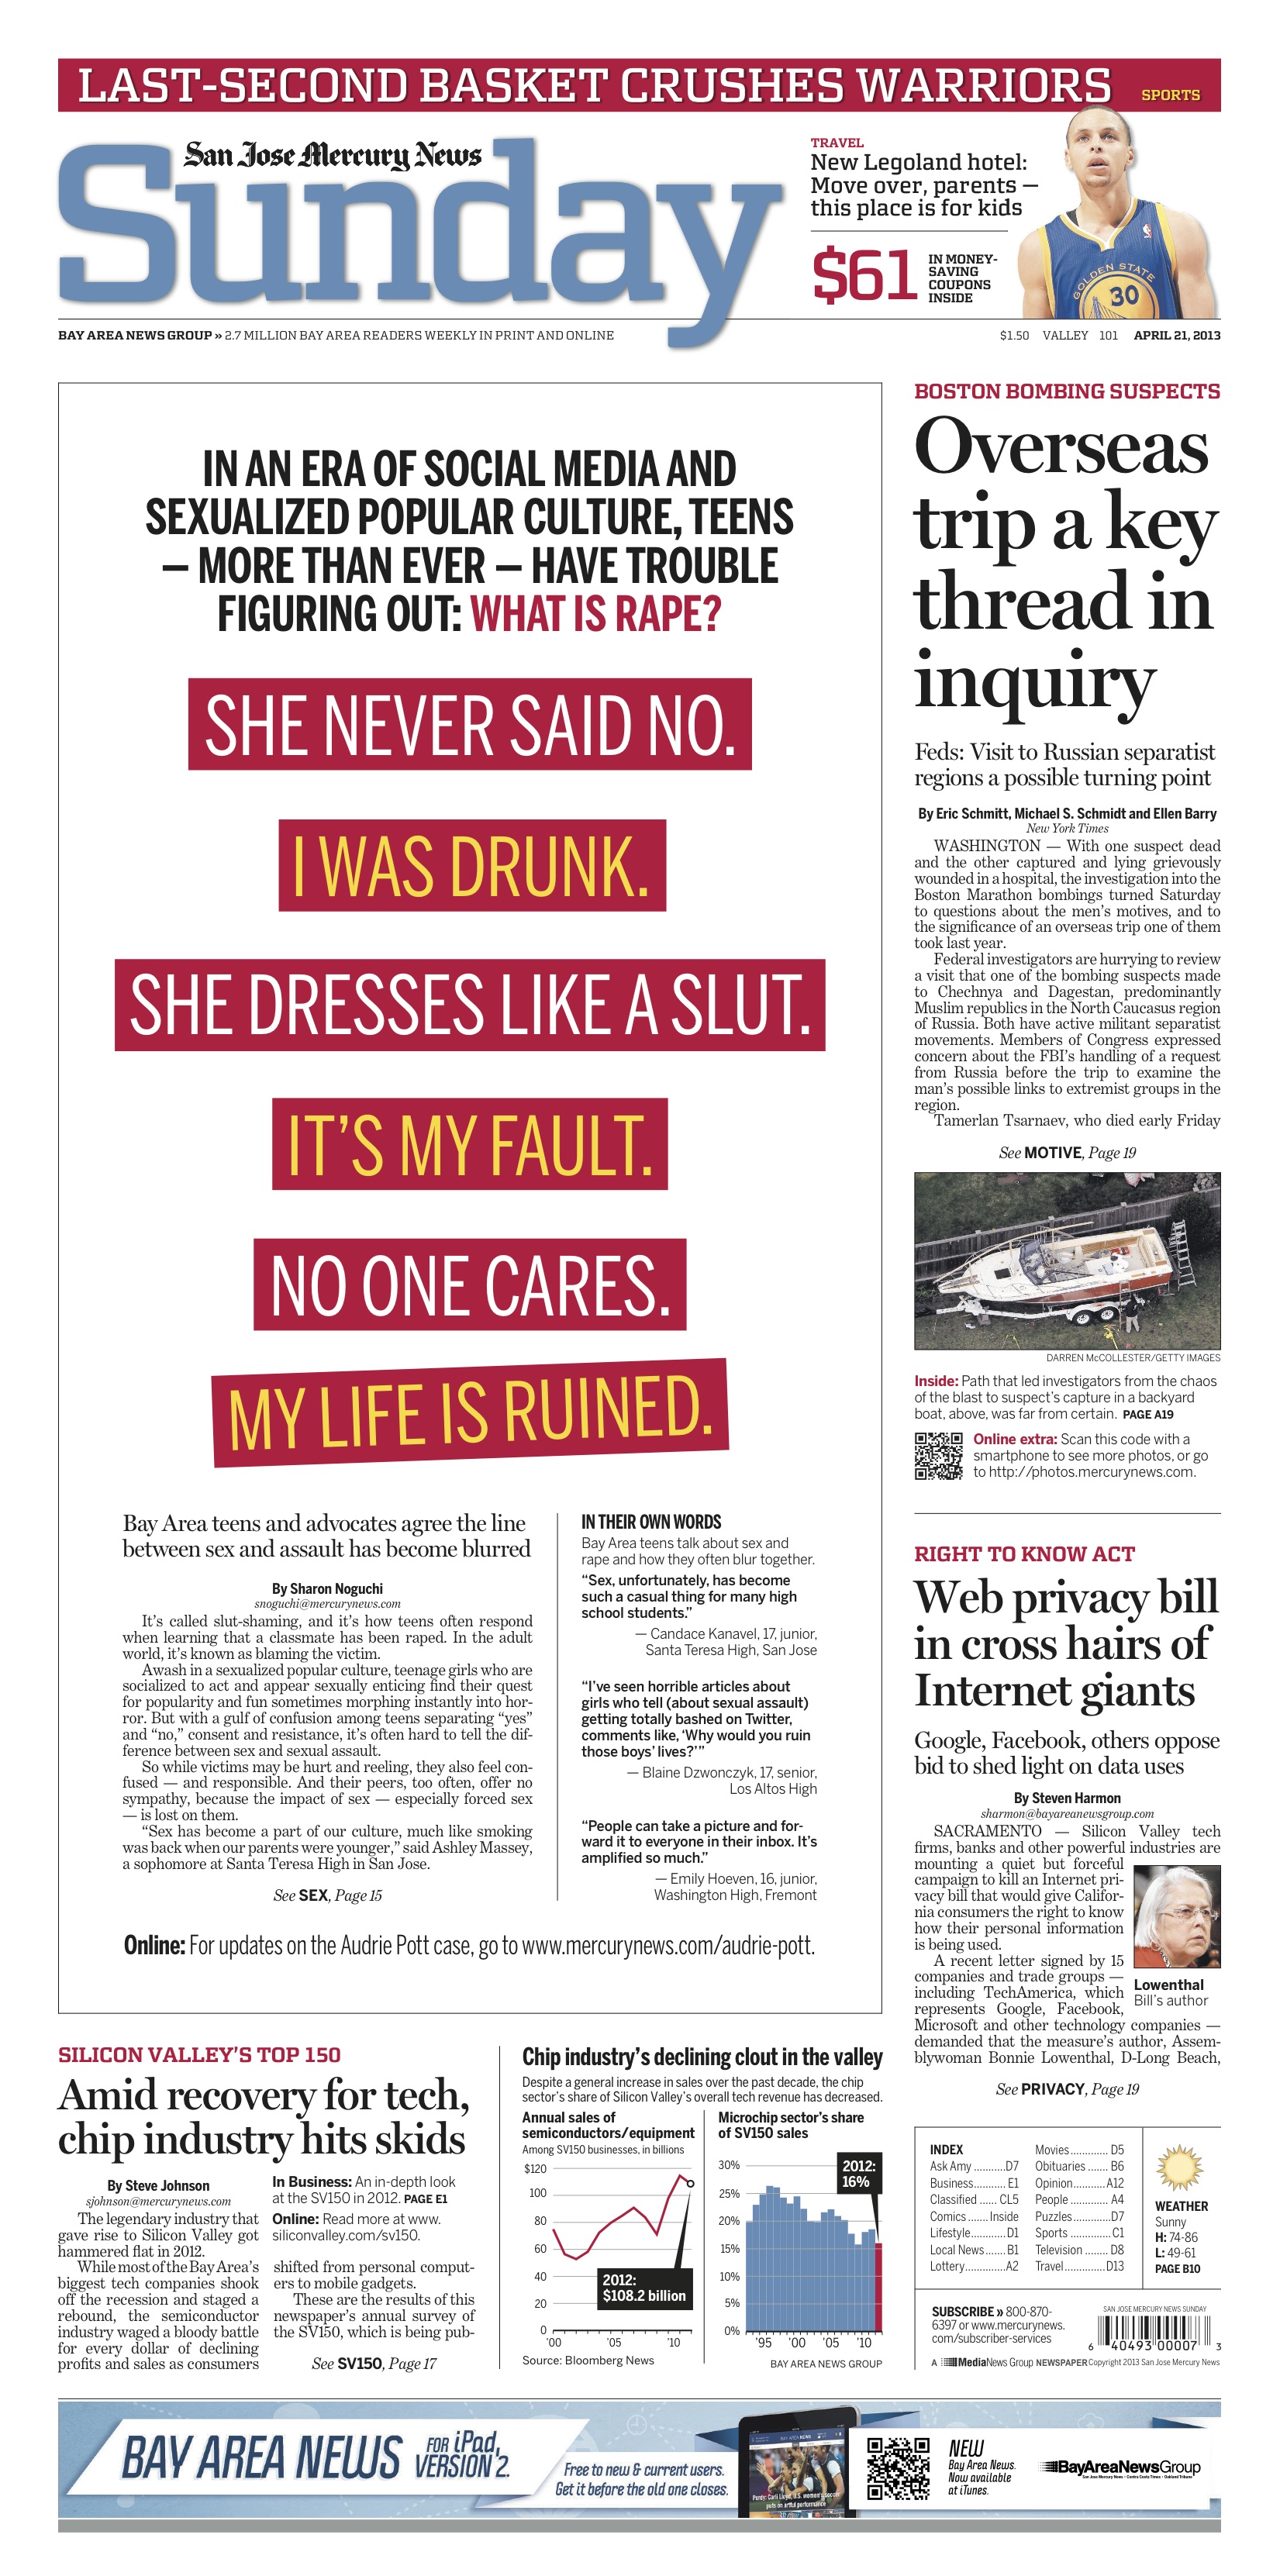 LAST-SECOND BASKET CRUSHES WARRIORS SPORTS
San Jose Mercury News
Sunday
TRAVEL
New Legoland hotel:
Move over, parents —
this place is for kids
$61
IN MONEY-
SAVING
COUPONS
INSIDE
GOLDEN STATE
30
BAY AREA NEWS GROUP » 2.7 MILLION BAY AREA READERS WEEKLY IN PRINT AND ONLINE
$1.50 VALLEY 101 APRIL 21, 2013
IN AN ERA OF SOCIAL MEDIA AND
SEXUALIZED POPULAR CULTURE, TEENS
— MORE THAN EVER — HAVE TROUBLE
FIGURING OUT: WHAT IS RAPE?
SHE NEVER SAID NO.
I WAS DRUNK.
SHE DRESSES LIKE A SLUT.
IT'S MY FAULT.
NO ONE CARES.
MY LIFE IS RUINED.
Bay Area teens and advocates agree the line
between sex and assault has become blurred
By Sharon Noguchi
snoguchi@mercurynews.com
It's called slut-shaming, and it's how teens often respond
when learning that a classmate has been raped. In the adult
world, it's known as blaming the victim.
Awash in a sexualized popular culture, teenage girls who are
socialized to act and appear sexually enticing find their quest
for popularity and fun sometimes morphing instantly into hor-
ror. But with a gulf of confusion among teens separating "yes"
and "no," consent and resistance, it's often hard to tell the dif-
ference between sex and sexual assault.
So while victims may be hurt and reeling, they also feel con-
fused — and responsible. And their peers, too often, offer no
sympathy, because the impact of sex — especially forced sex
— is lost on them.
"Sex has become a part of our culture, much like smoking
was back when our parents were younger," said Ashley Massey,
a sophomore at Santa Teresa High in San Jose.
See SEX, Page 15
IN THEIR OWN WORDS
Bay Area teens talk about sex and
rape and how they often blur together.
"Sex, unfortunately, has become
such a casual thing for many high
school students."
— Candace Kanavel, 17, junior,
Santa Teresa High, San Jose
"I've seen horrible articles about
girls who tell (about sexual assault)
getting totally bashed on Twitter,
comments like, 'Why would you ruin
those boys' lives?'"
— Blaine Dzwonczyk, 17, senior,
Los Altos High
"People can take a picture and for-
ward it to everyone in their inbox. It's
amplified so much."
— Emily Hoeven, 16, junior,
Washington High, Fremont
Online: For updates on the Audrie Pott case, go to www.mercurynews.com/audrie-pott.
BOSTON BOMBING SUSPECTS
Overseas
trip a key
thread in
inquiry
Feds: Visit to Russian separatist
regions a possible turning point
By Eric Schmitt, Michael S. Schmidt and Ellen Barry
New York Times
WASHINGTON — With one suspect dead
and the other captured and lying grievously
wounded in a hospital, the investigation into the
Boston Marathon bombings turned Saturday
to questions about the men's motives, and to
the significance of an overseas trip one of them
took last year.
Federal investigators are hurrying to review
a visit that one of the bombing suspects made
to Chechnya and Dagestan, predominantly
Muslim republics in the North Caucasus region
of Russia. Both have active militant separatist
movements. Members of Congress expressed
concern about the FBI's handling of a request
from Russia before the trip to examine the
man's possible links to extremist groups in the
region.
Tamerlan Tsarnaev, who died early Friday
See MOTIVE, Page 19
DARREN McCOLLESTER/GETTY IMAGES
Inside: Path that led investigators from the chaos
of the blast to suspect's capture in a backyard
boat, above, was far from certain. PAGE A19
Online extra: Scan this code with a
smartphone to see more photos, or go
to http://photos.mercurynews.com.
RIGHT TO KNOW ACT
Web privacy bill
in cross hairs of
Internet giants
Google, Facebook, others oppose
bid to shed light on data uses
By Steven Harmon
sharmon@bayareanewsgroup.com
SACRAMENTO — Silicon Valley tech
firms, banks and other powerful industries are
mounting a quiet but forceful
campaign to kill an Internet pri-
vacy bill that would give Califor-
nia consumers the right to know
how their personal information
is being used.
A recent letter signed by 15
companies and trade groups —
including TechAmerica, which
represents Google, Facebook,
Microsoft and other technology companies —
demanded that the measure's author, Assem-
blywoman Bonnie Lowenthal, D-Long Beach,
See PRIVACY, Page 19
Lowenthal
Bill's author
SILICON VALLEY'S TOP 150
Amid recovery for tech,
chip industry hits skids
By Steve Johnson
sjohnson@mercurynews.com
The legendary industry that
gave rise to Silicon Valley got
hammered flat in 2012.
While most of the Bay Area's
biggest tech companies shook
off the recession and staged a
rebound, the semiconductor
industry waged a bloody battle
for every dollar of declining
profits and sales as consumers
In Business: An in-depth look
at the SV150 in 2012. PAGE E1
Online: Read more at www.
siliconvalley.com/sv150.
shifted from personal comput-
ers to mobile gadgets.
These are the results of this
newspaper's annual survey of
the SV150, which is being pub-
See SV150, Page 17
Chip industry's declining clout in the valley
Despite a general increase in sales over the past decade, the chip
sector's share of Silicon Valley's overall tech revenue has decreased.
Annual sales of
semiconductors/equipment
Among SV150 businesses, in billions
$120
100
80
60
40
20
0
2012:
$108.2 billion
'00 '05 '10
Source: Bloomberg News
Microchip sector's share
of SV150 sales
30%
25%
20%
15%
10%
5%
0%
2012:
16%
'95 '00 '05 '10
BAY AREA NEWS GROUP
INDEX
Ask Amy ...........D7
Business........... E1
Classified ...... CL5
Comics ....... Inside
Lifestyle............D1
Local News.......B1
Lottery..............A2
Movies............. D5
Obituaries ....... B6
Opinion...........A12
People ............. A4
Puzzles.............D7
Sports ..............C1
Television ........ D8
Travel.............D13
WEATHER
Sunny
H: 74-86
L: 49-61
PAGE B10
SUBSCRIBE » 800-870-
6397 or www.mercurynews.
com/subscriber-services
SAN JOSE MERCURY NEWS SUNDAY
6 40493 00007 3
A MediaNews Group NEWSPAPER Copyright 2013 San Jose Mercury News
BAY AREA NEWS FOR iPad, VERSION 2.
Free to new & current users.
Get it before the old one closes.
BAY AREA NEWS
NEW
Bay Area News.
Now available
at iTunes.
BayAreaNewsGroup
San Jose Mercury News • Contra Costa Times • Oakland Tribune